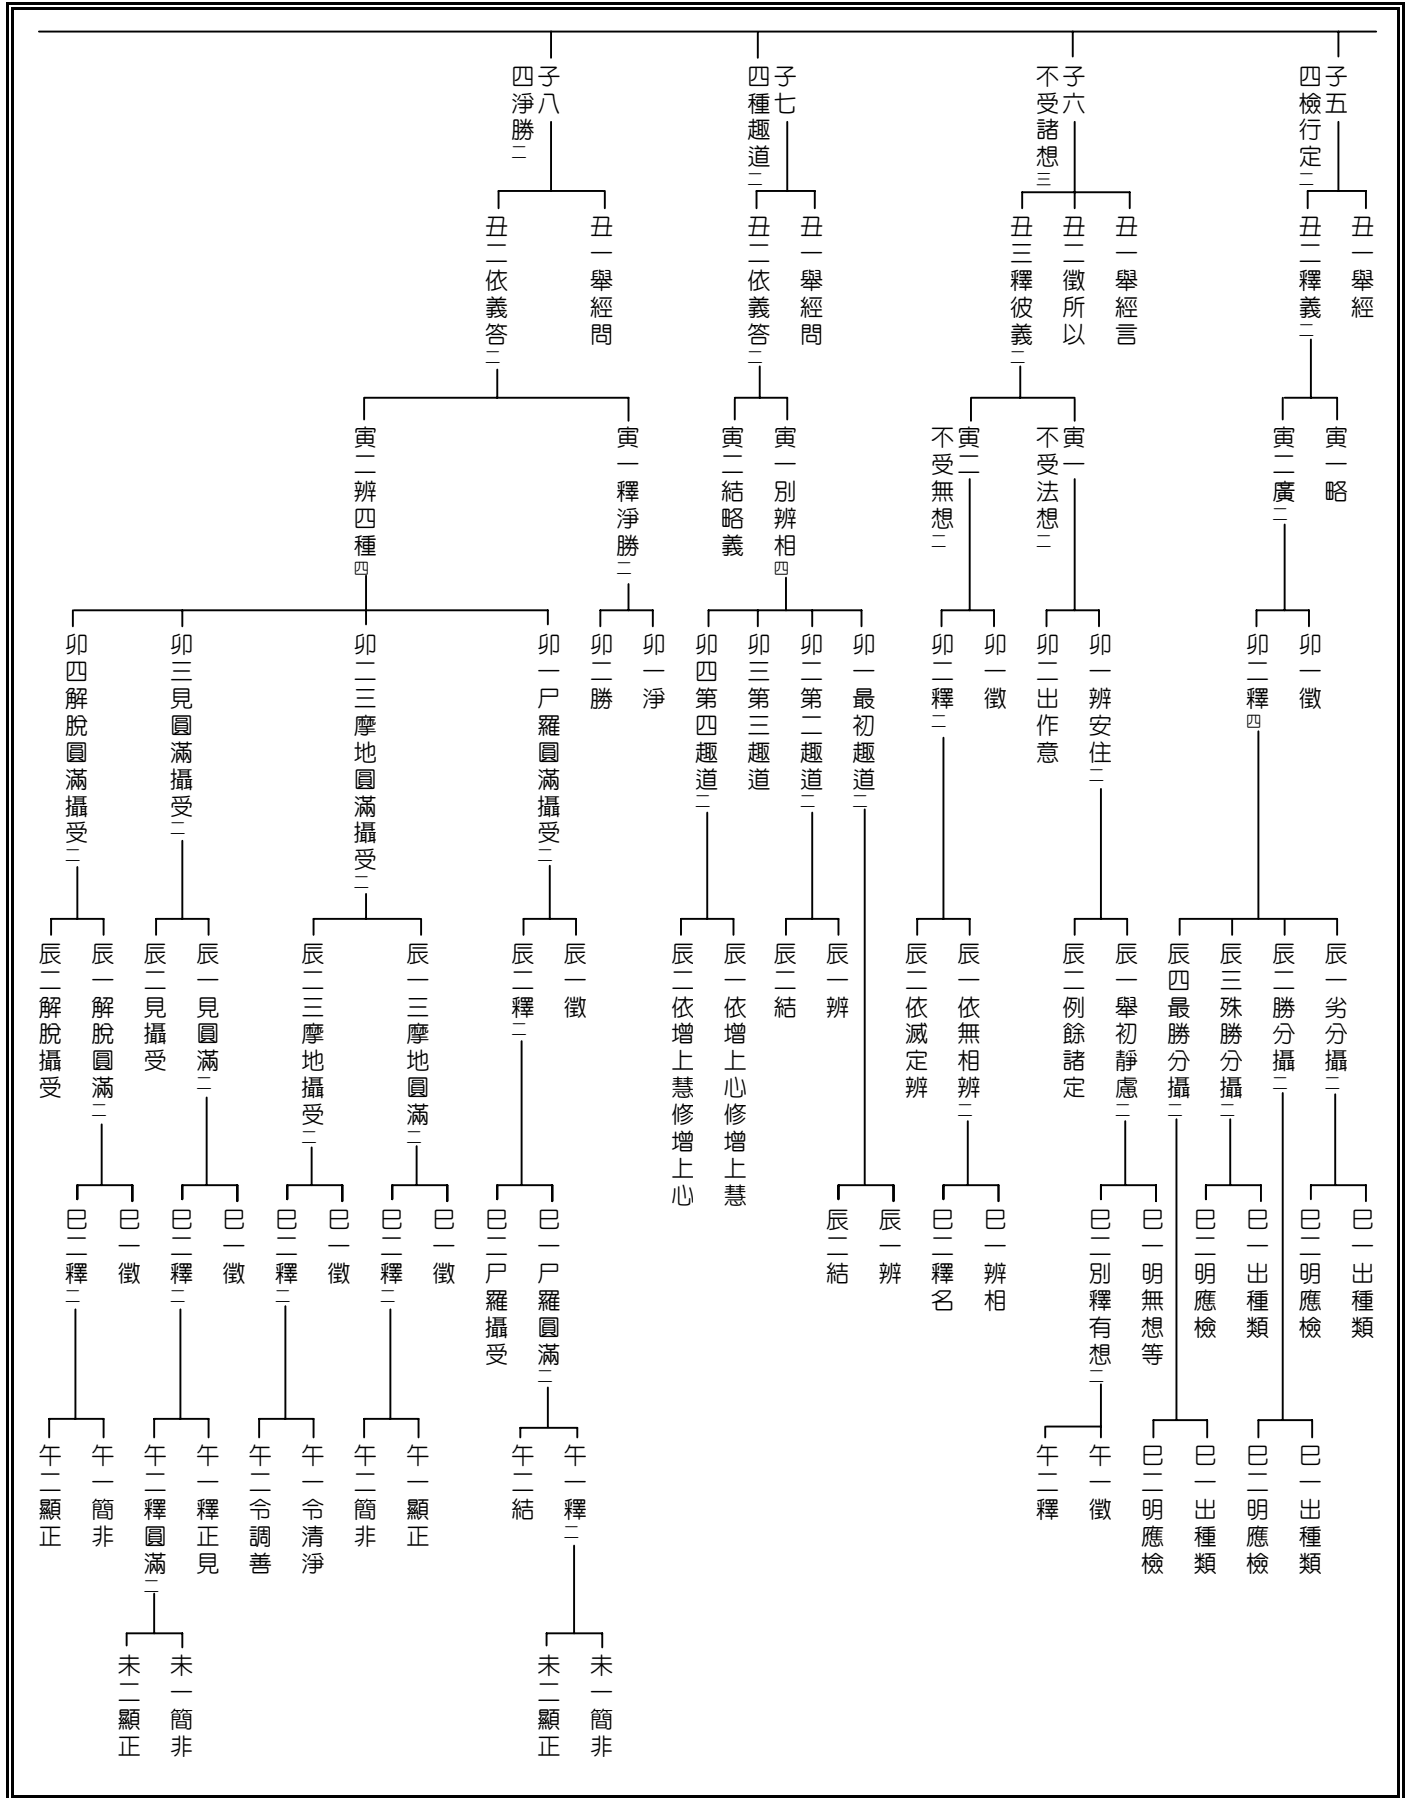 子五
四檢行定二
丑一舉經
丑二釋義二
寅一略
寅二廣二
卯一徵
卯二釋四
辰一劣分攝二
巳一出種類
巳二明應檢
辰二勝分攝二
巳一出種類
巳二明應檢
辰三殊勝分攝二
巳一出種類
巳二明應檢
辰四最勝分攝二
巳一出種類
巳二明應檢
子六
不受諸想三
丑一舉經言
丑二徵所以
丑三釋彼義二
寅一
不受法想二
卯一辨安住二
辰一舉初靜慮二
巳一明無想等
巳二別釋有想二
午一徵
午二釋
辰二例餘諸定
卯二出作意
寅二
不受無想二
卯一徵
卯二釋二
辰一依無相辨二
巳一辨相
巳二釋名
辰二依滅定辨
子七
四種趣道二
丑一舉經問
丑二依義答二
寅一別辨相四
卯一最初趣道二
辰一辨
辰二結
卯二第二趣道二
辰一辨
辰二結
卯三第三趣道
卯四第四趣道二
辰一依增上心修增上慧
辰二依增上慧修增上心
寅二結略義
子八
四淨勝二
丑一舉經問
丑二依義答二
寅一釋淨勝二
卯一淨
卯二勝
寅二辨四種四
卯一尸羅圓滿攝受二
辰一徵
辰二釋二
巳一尸羅圓滿二
午一釋二
未一簡非
未二顯正
午二結
巳二尸羅攝受
卯二三摩地圓滿攝受二
辰一三摩地圓滿二
巳一徵
巳二釋二
午一顯正
午二簡非
辰二三摩地攝受二
巳一徵
巳二釋二
午一令清淨
午二令調善
卯三見圓滿攝受二
辰一見圓滿二
巳一徵
巳二釋二
午一釋正見
午二釋圓滿二
未一簡非
未二顯正
辰二見攝受
卯四解脫圓滿攝受二
辰一解脫圓滿二
巳一徵
巳二釋二
午一簡非
午二顯正
辰二解脫攝受